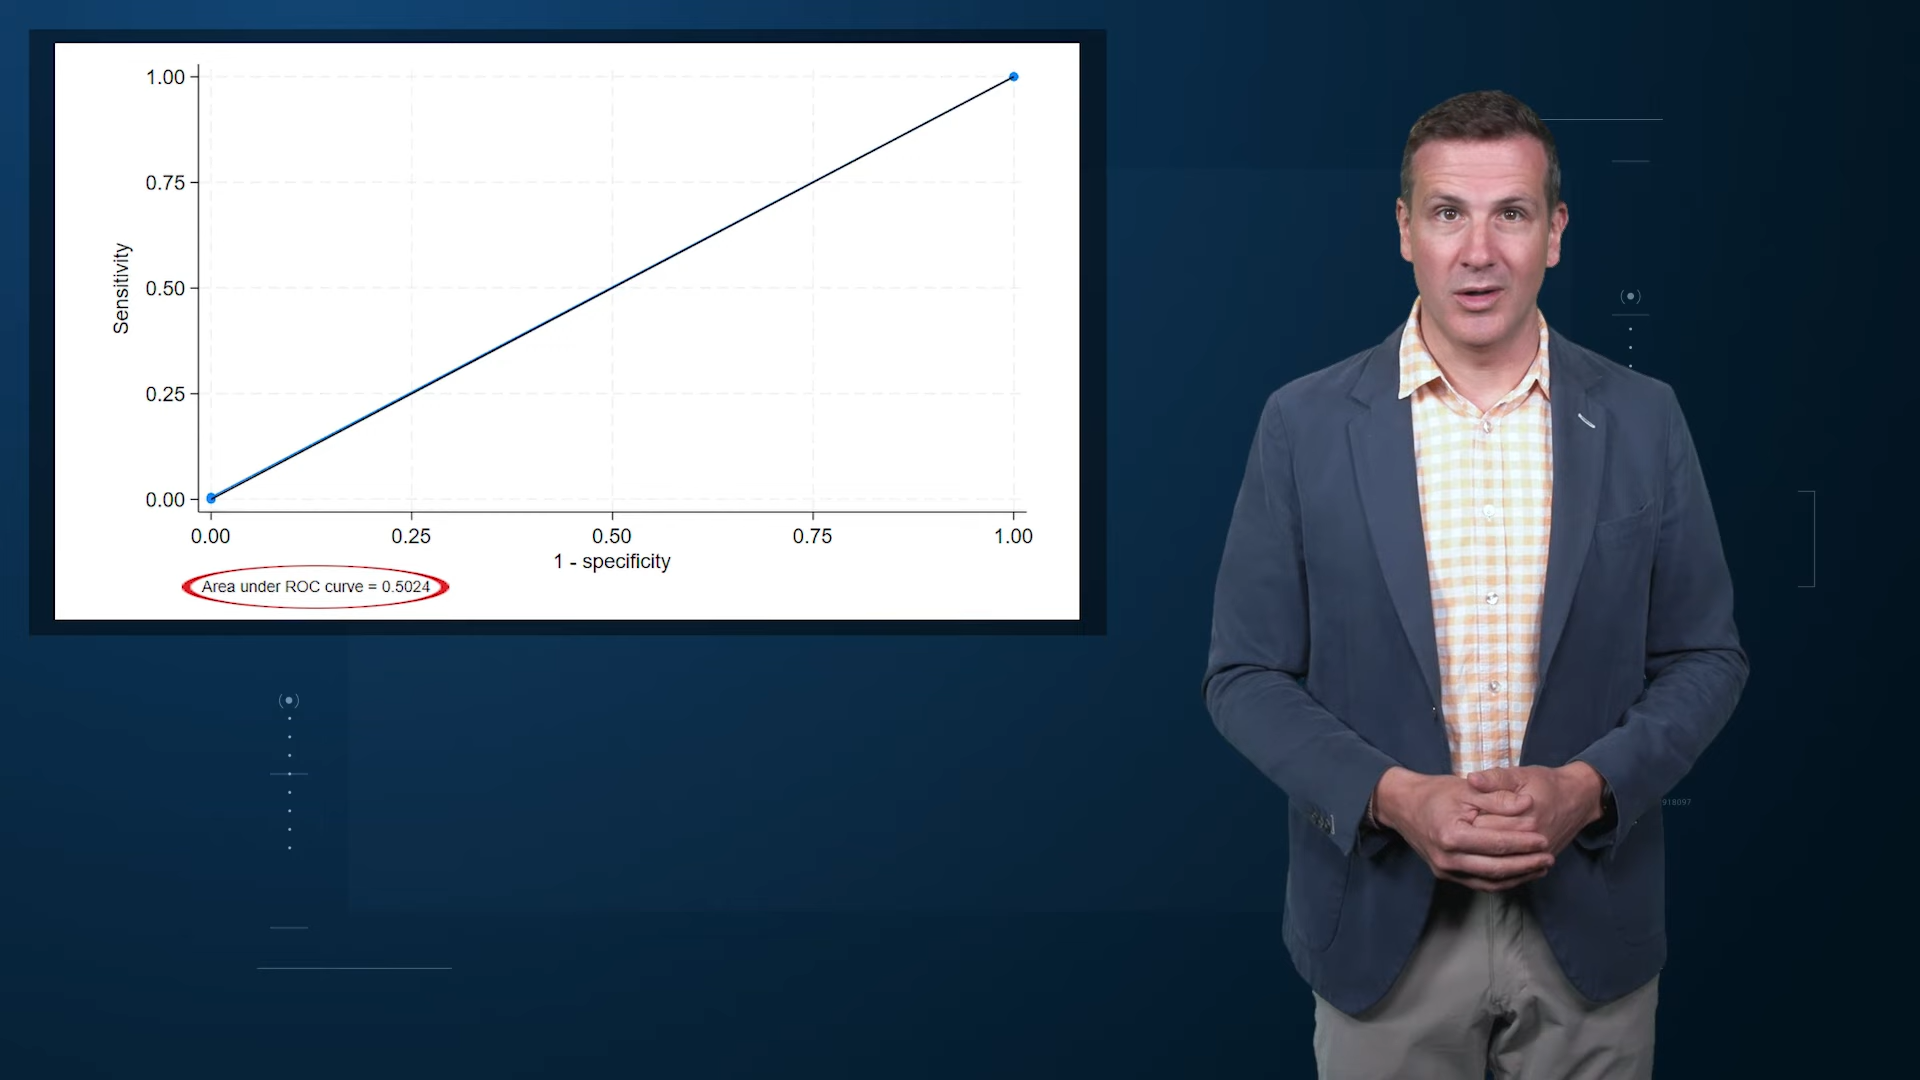 1.00
0.75
0.50
0.25
0.00
Sensitivity
0.00 0.25 0.50 0.75 1.00
1 - specificity
Area under ROC curve = 0.5024
918097